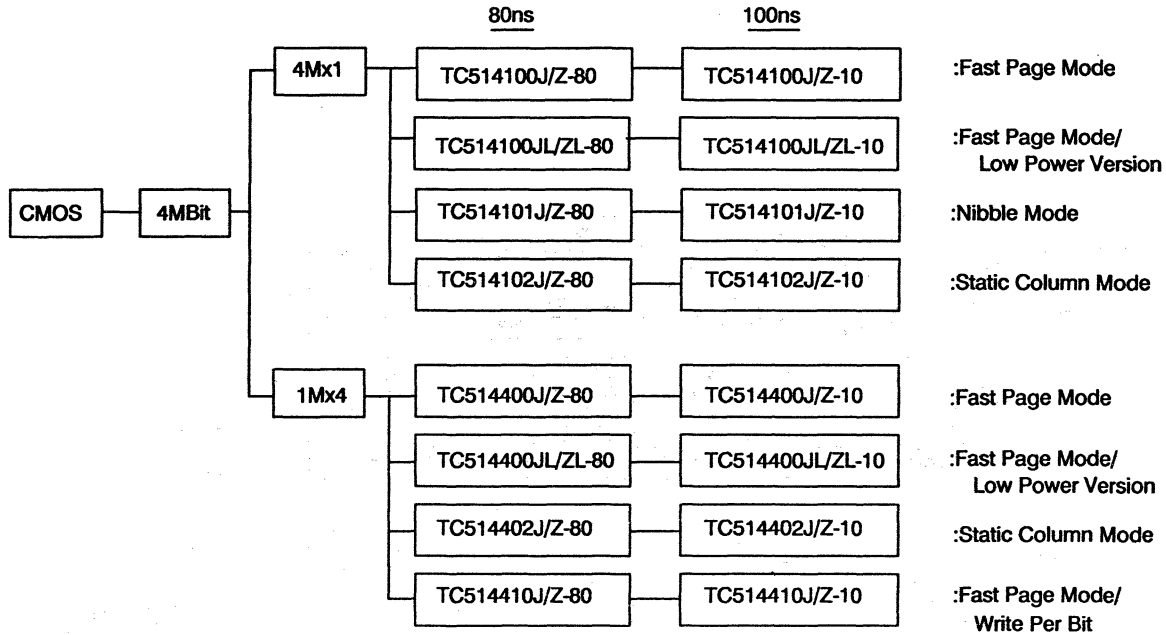 80ns 100ns
4Mx1 TC514100J/Z-80 TC514100J/Z-10 :Fast Page Mode
TC514100JL/ZL-80 TC514100JL/ZL-10 :Fast Page Mode/
Low Power Version
CMOS 4MBit TC514101J/Z-80 TC514101J/Z-10 :Nibble Mode
TC514102J/Z-80 TC514102J/Z-10 :Static Column Mode
1Mx4 TC514400J/Z-80 TC514400J/Z-10 :Fast Page Mode
TC514400JL/ZL-80 TC514400JL/ZL-10 :Fast Page Mode/
Low Power Version
TC514402J/Z-80 TC514402J/Z-10 :Static Column Mode
TC514410J/Z-80 TC514410J/Z-10 :Fast Page Mode/
Write Per Bit